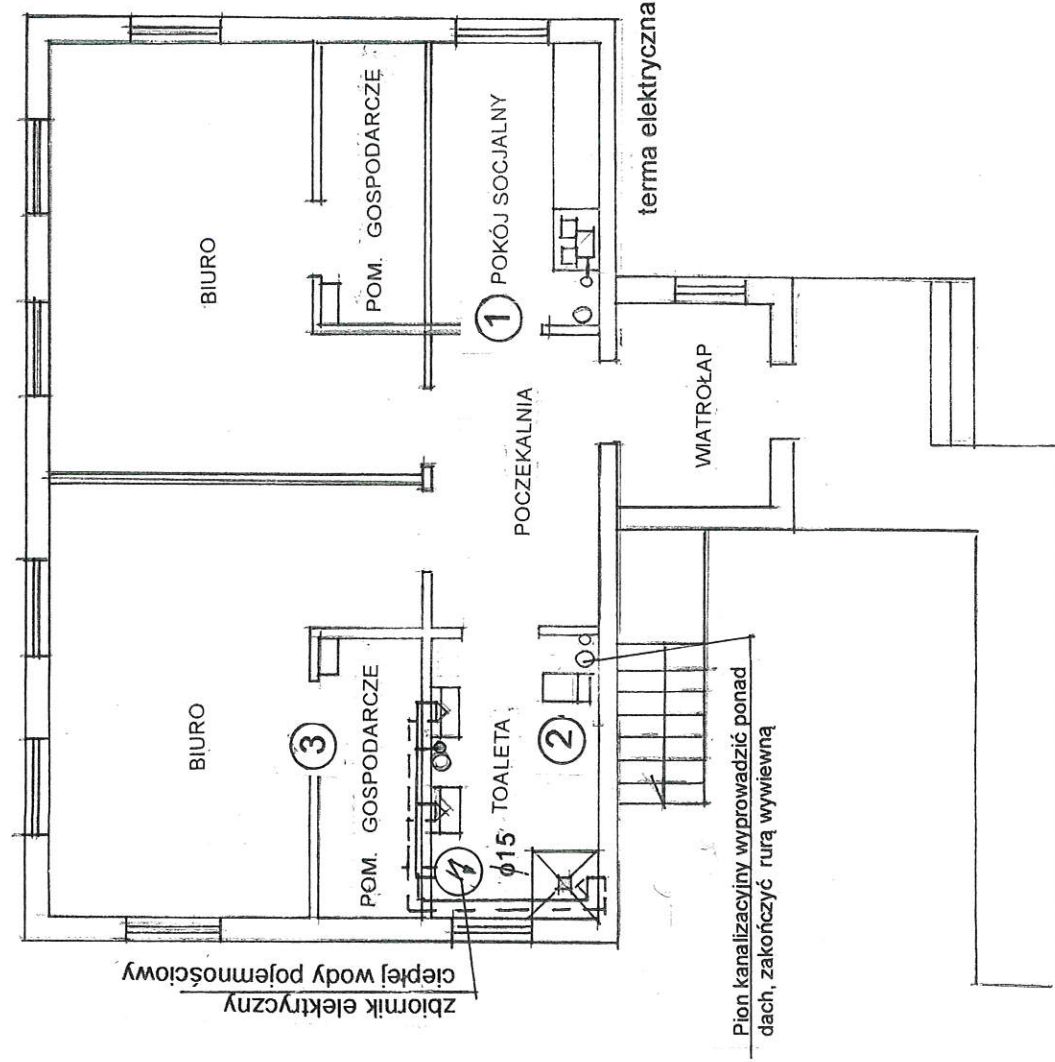 BIURO
POM. GOSPODARCZE
POKÓJ SOCJALNY
1
terma elektryczna
POCZEKALNIA
WIATROŁAP
BIURO
3
POM. GOSPODARCZE
TOALETA
2
ϕ15
zbiornik elektryczny
ciepłej wody pojemnościowy
Pion kanalizacyjny wyprowadzić ponad
dach, zakończyć rurą wywiewną